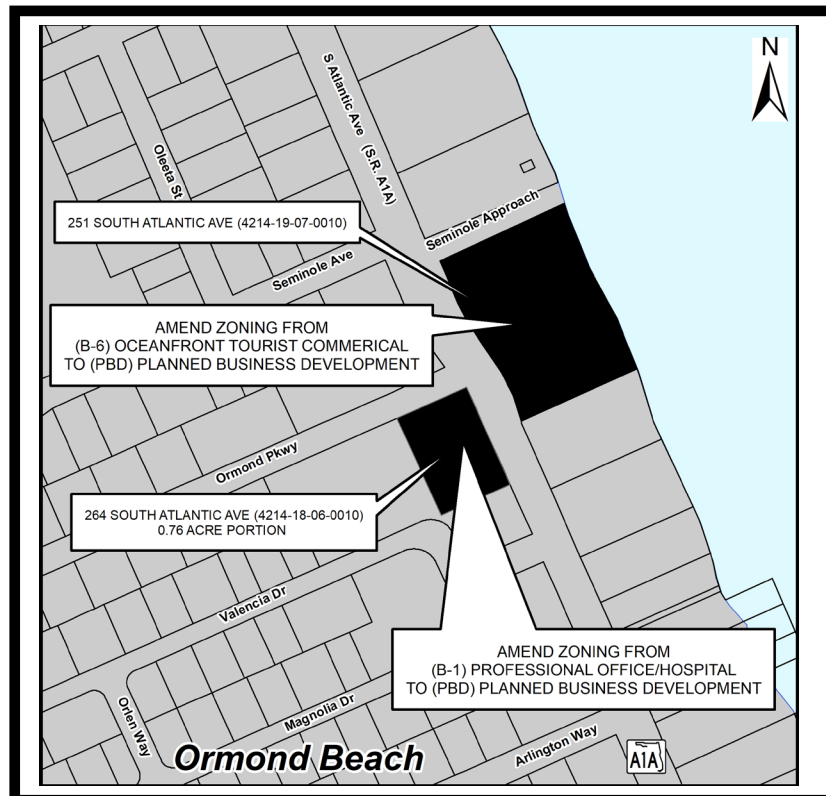 N
S Atlantic Ave (S.R. A1A)
Oleeta St
251 SOUTH ATLANTIC AVE (4214-19-07-0010)
Seminole Approach
Seminole Ave
AMEND ZONING FROM
(B-6) OCEANFRONT TOURIST COMMERICAL
TO (PBD) PLANNED BUSINESS DEVELOPMENT
Ormond Pkwy
264 SOUTH ATLANTIC AVE (4214-18-06-0010)
0.76 ACRE PORTION
Valencia Dr
AMEND ZONING FROM
(B-1) PROFESSIONAL OFFICE/HOSPITAL
TO (PBD) PLANNED BUSINESS DEVELOPMENT
Orlen Way
Magnolia Dr
Arlington Way
Ormond Beach
A1A